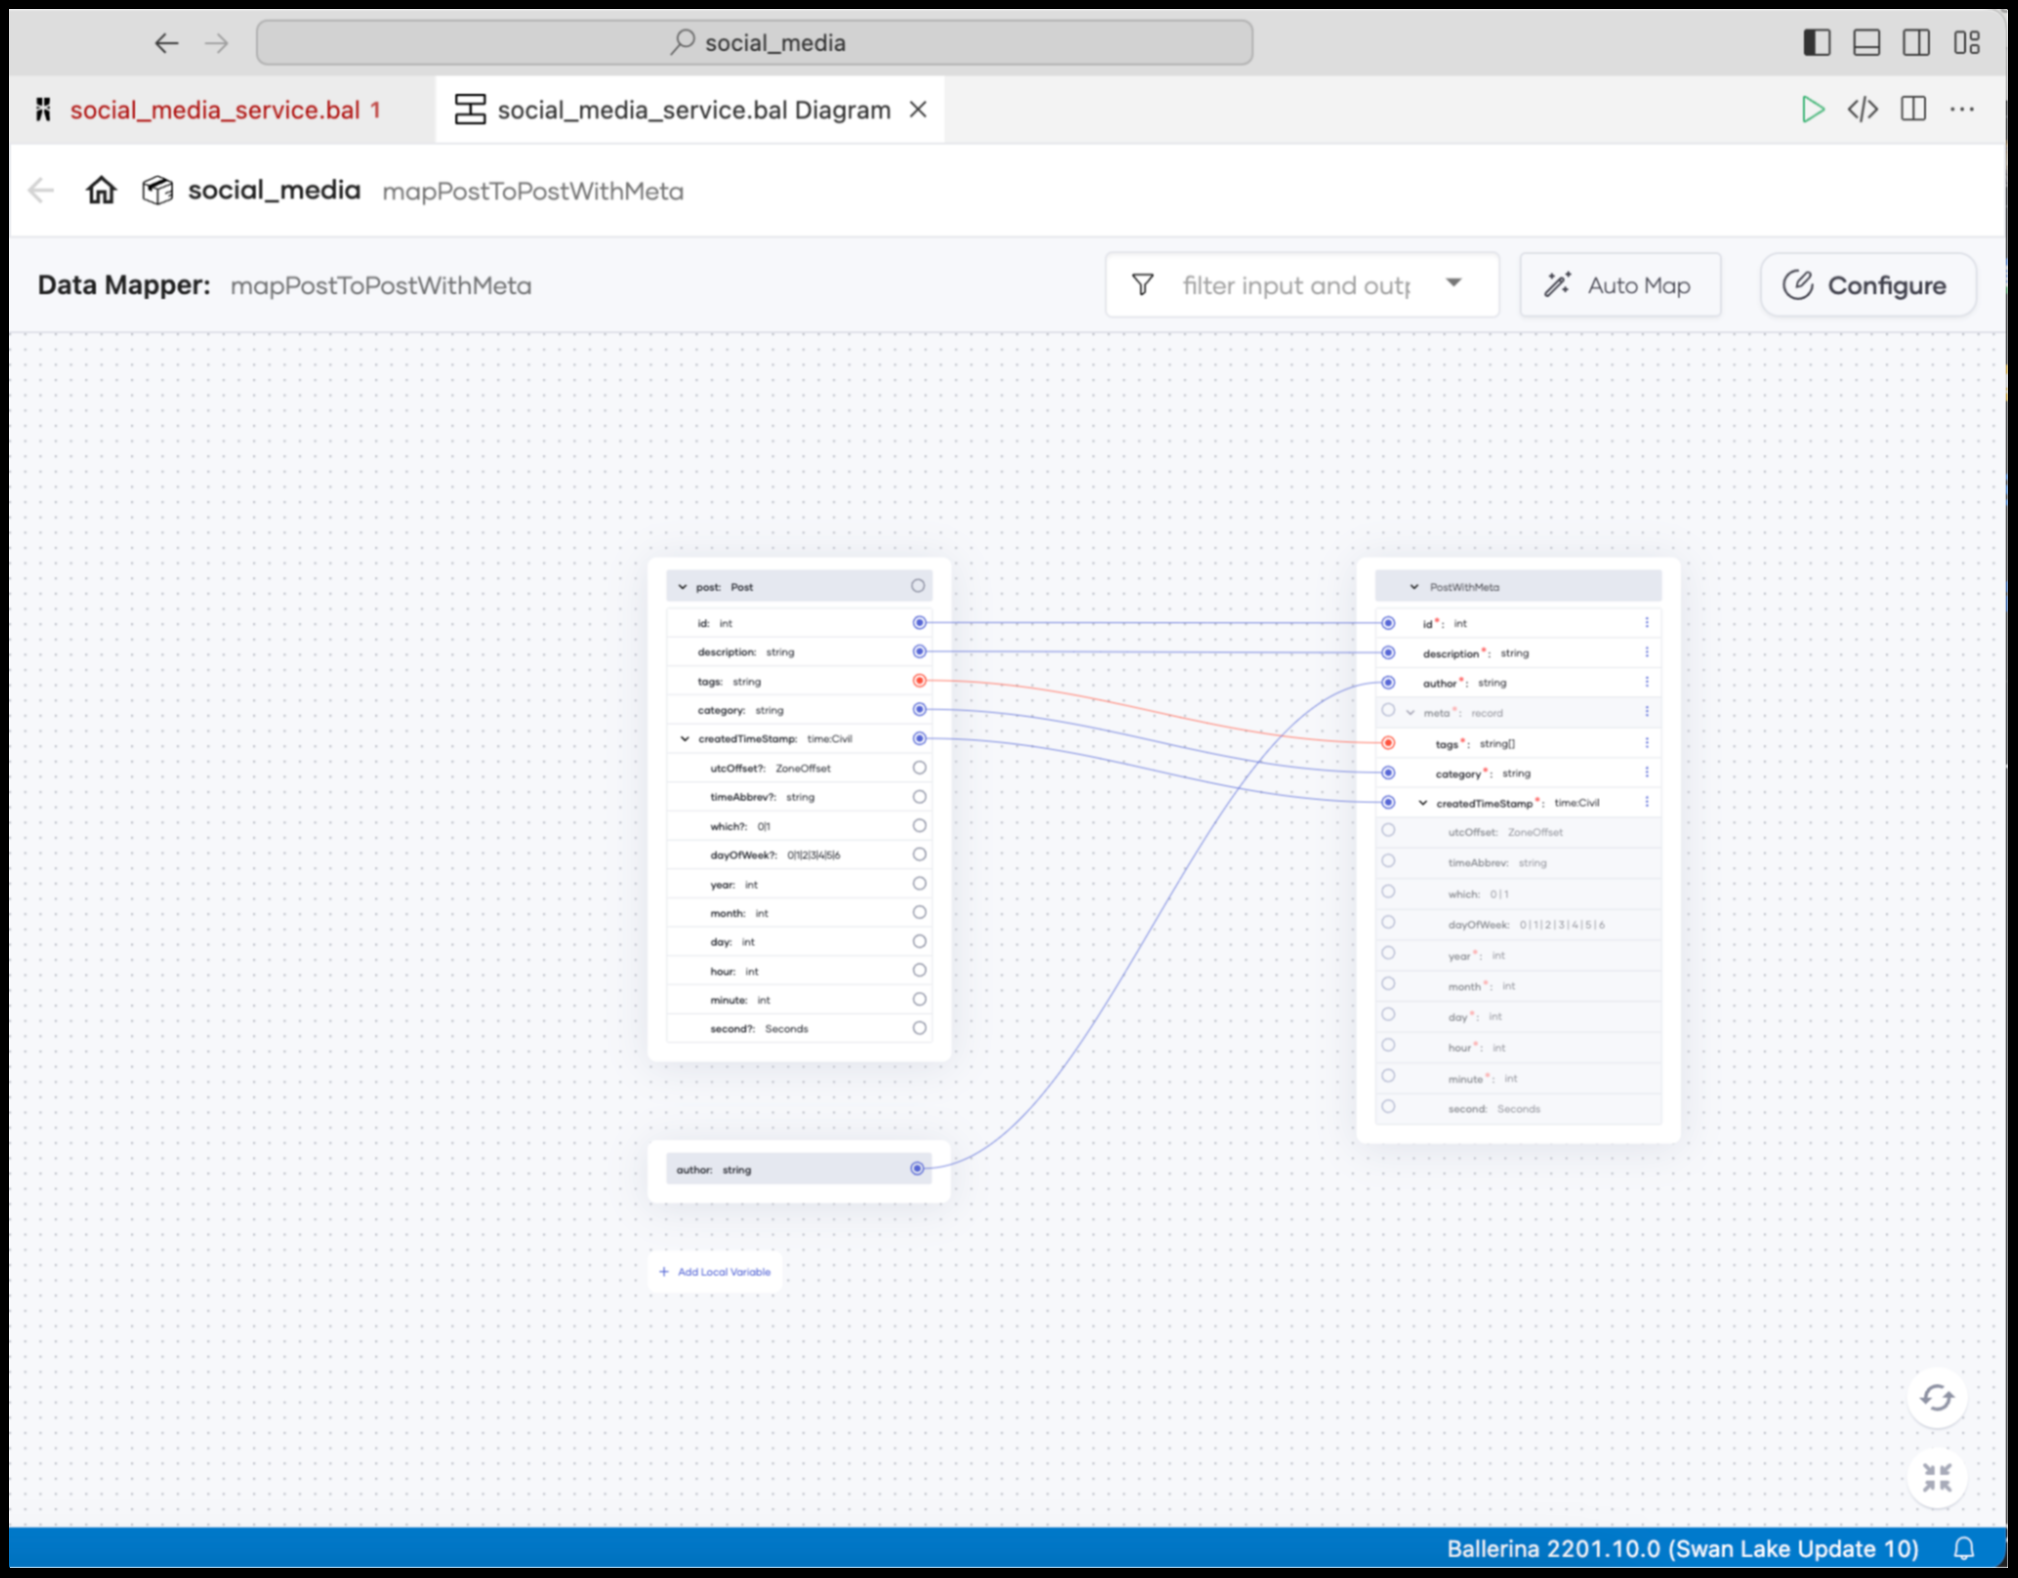 social_media
social_media_service.bal 1
social_media_service.bal Diagram
social_media mapPostToPostWithMeta
Data Mapper: mapPostToPostWithMeta
filter input and outp
Auto Map
Configure
post: Post
id: int
description: string
tags: string
category: string
createdTimeStamp: time:Civil
utcOffset?: ZoneOffset
timeAbbrev?: string
which?: 0|1
dayOfWeek?: 0|1|2|3|4|5|6
year: int
month: int
day: int
hour: int
minute: int
second?: Seconds
author: string
+ Add Local Variable
PostWithMeta
id*: int
description*: string
author*: string
meta*: record
tags*: string[]
category*: string
createdTimeStamp*: time:Civil
utcOffset: ZoneOffset
timeAbbrev: string
which: 0|1
dayOfWeek: 0|1|2|3|4|5|6
year*: int
month*: int
day*: int
hour*: int
minute*: int
second: Seconds
Ballerina 2201.10.0 (Swan Lake Update 10)